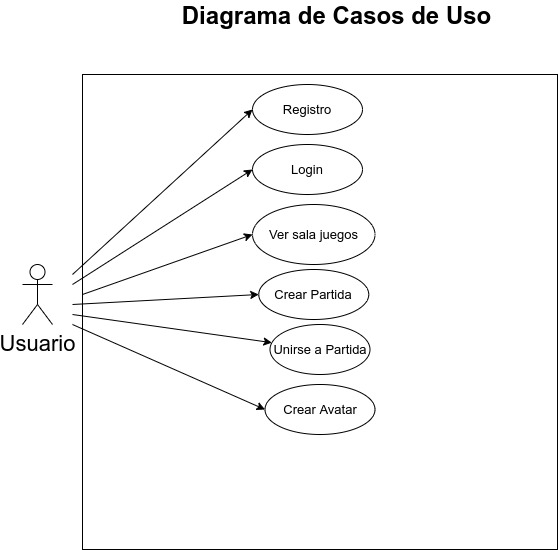 Diagrama de Casos de Uso
Registro
Login
Ver sala juegos
Crear Partida
Unirse a Partida
Crear Avatar
Usuario